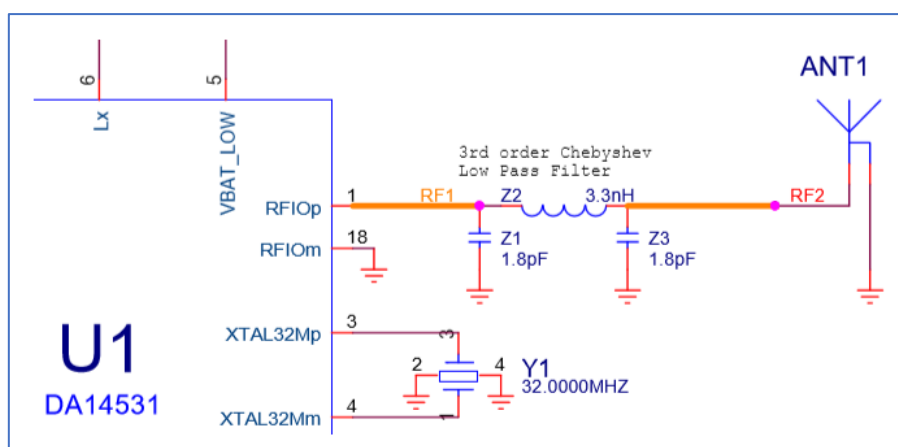 6
5
Lx
VBAT_LOW
ANT1
3rd order Chebyshev
Low Pass Filter
RFIOp
1
RF1
Z2
3.3nH
RF2
RFIOm
18
Z1
1.8pF
Z3
1.8pF
XTAL32Mp
3
3
U1
DA14531
2
4
Y1
32.0000MHZ
XTAL32Mm
4
1